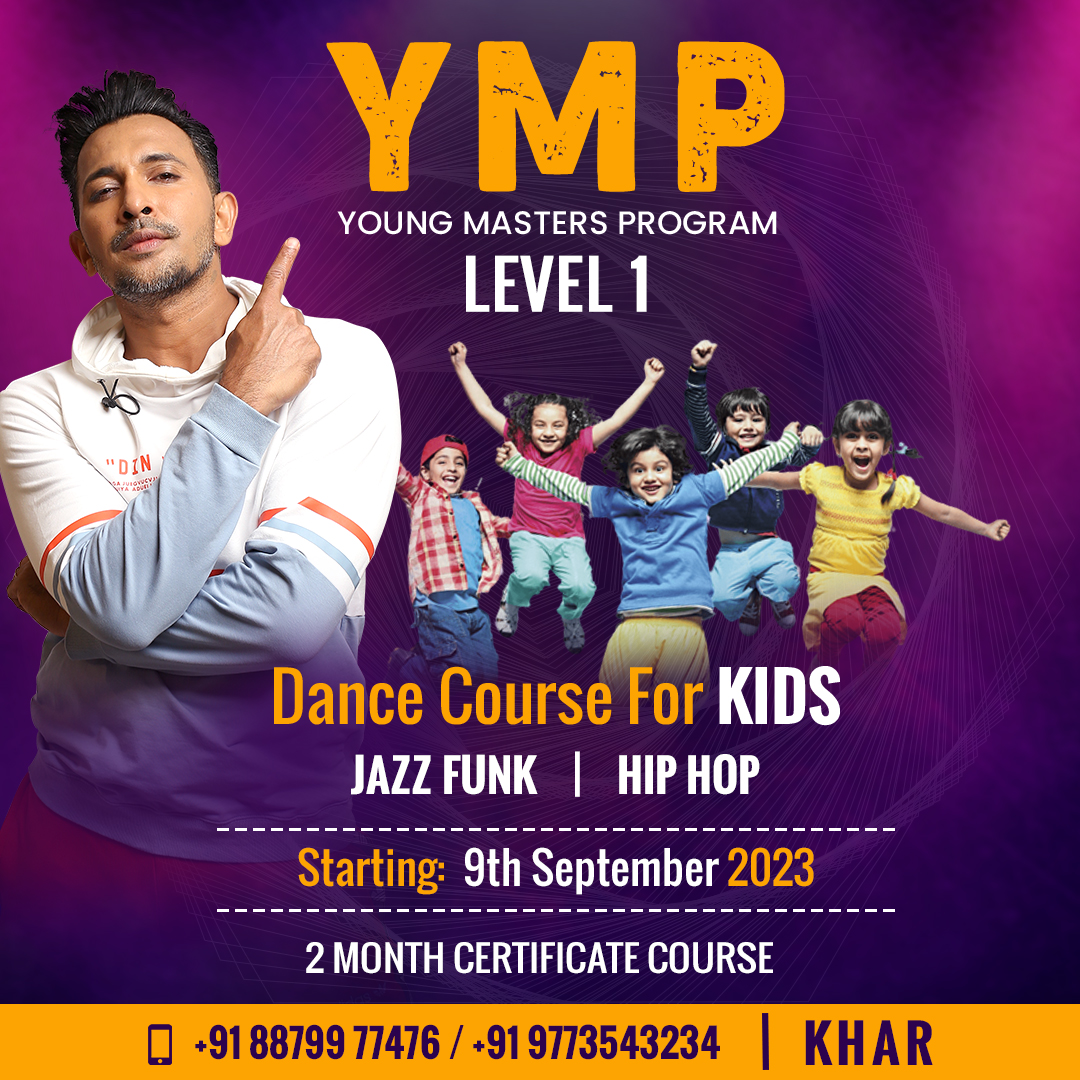 YMP
YOUNG MASTERS PROGRAM
LEVEL 1
Dance Course For KIDS
JAZZ FUNK | HIP HOP
Starting: 9th September 2023
2 MONTH CERTIFICATE COURSE
+91 88799 77476 / +91 9773543234 | KHAR